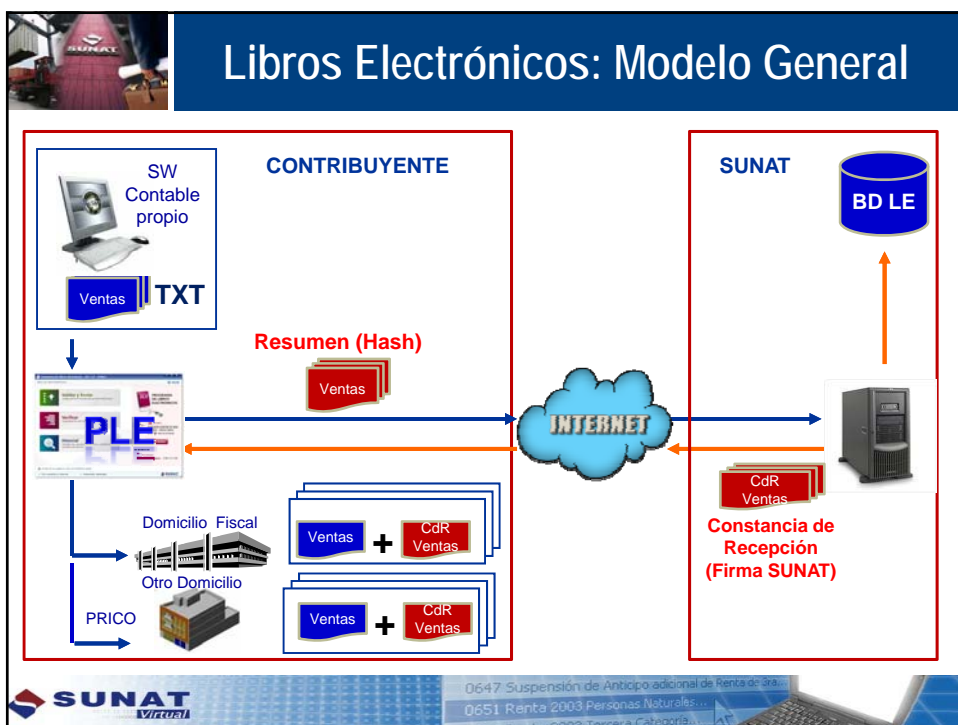 SUNAT
Libros Electrónicos: Modelo General
CONTRIBUYENTE
SW
Contable
propio
Ventas
TXT
Resumen (Hash)
Ventas
PLE
INTERNET
Domicilio Fiscal
Ventas + CdR
Ventas
Otro Domicilio
PRICO
Ventas + CdR
Ventas
SUNAT
BD LE
CdR
Ventas
Constancia de
Recepción
(Firma SUNAT)
SUNAT
Virtual
0647 Suspensión de Anticipo adicional de Renta de
0651 Renta 2003 Personas Naturales...